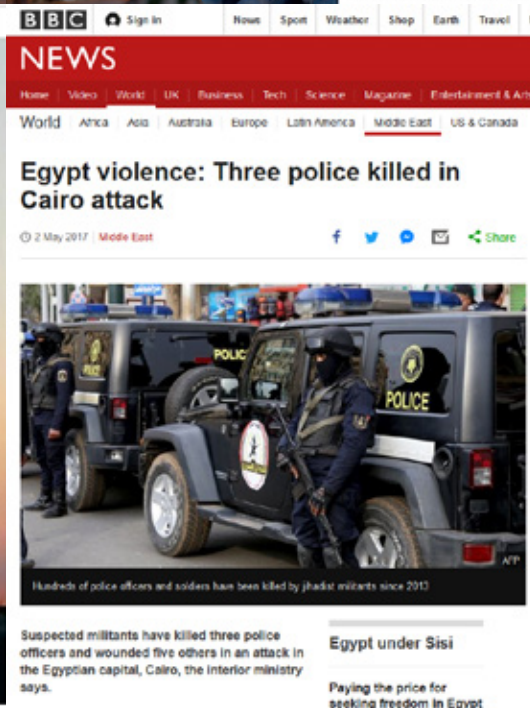 BBC Sign in News Sport Weather Shop Earth Travel
NEWS
Home Video World UK Business Tech Science Magazine Entertainment & Arts
World Africa Asia Australia Europe Latin America Middle East US & Canada
Egypt violence: Three police killed in
Cairo attack
2 May 2017 Middle East
Share
POLICE
POLICE
AFP
Hundreds of police officers and soldiers have been killed by jihadist militants since 2013
Suspected militants have killed three police
officers and wounded five others in an attack in
the Egyptian capital, Cairo, the interior ministry
says.
Egypt under Sisi
Paying the price for
seeking freedom in Egypt